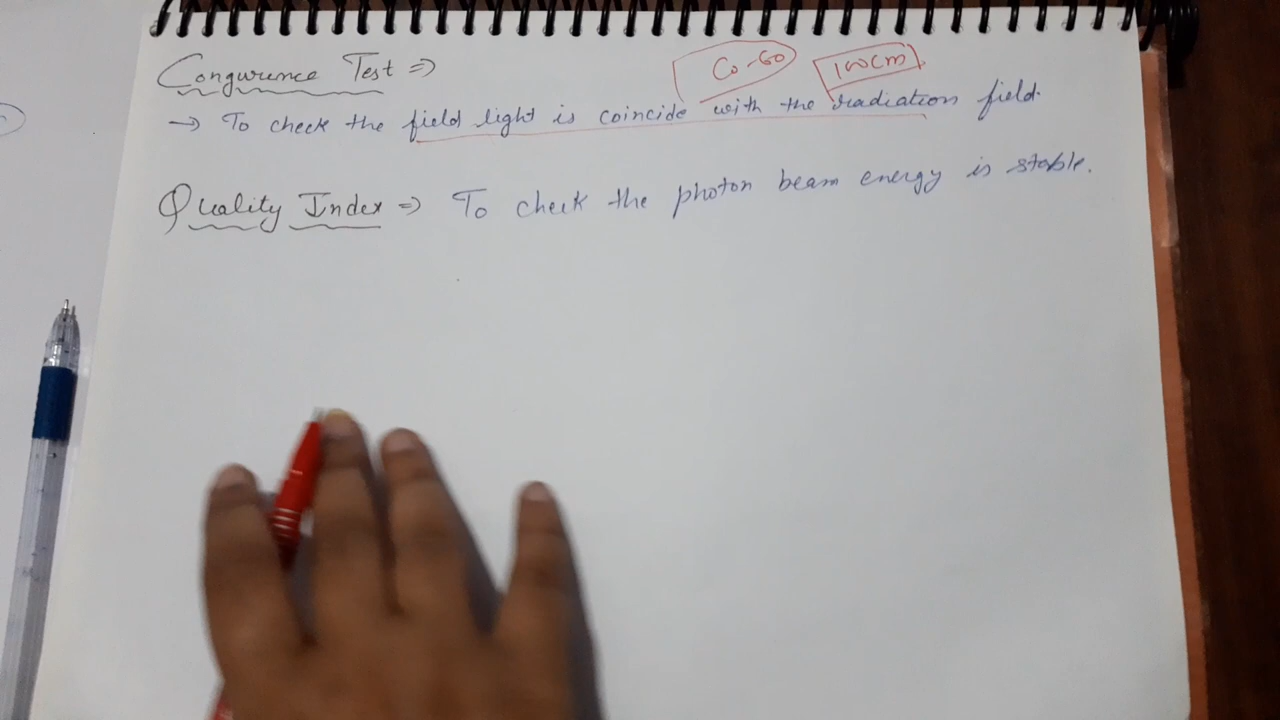 Congurence Test ⇒
Co-60
100cm
→ To check the field light is coincide with the radiation field.
Quality Index ⇒ To check the photon beam energy is stable.